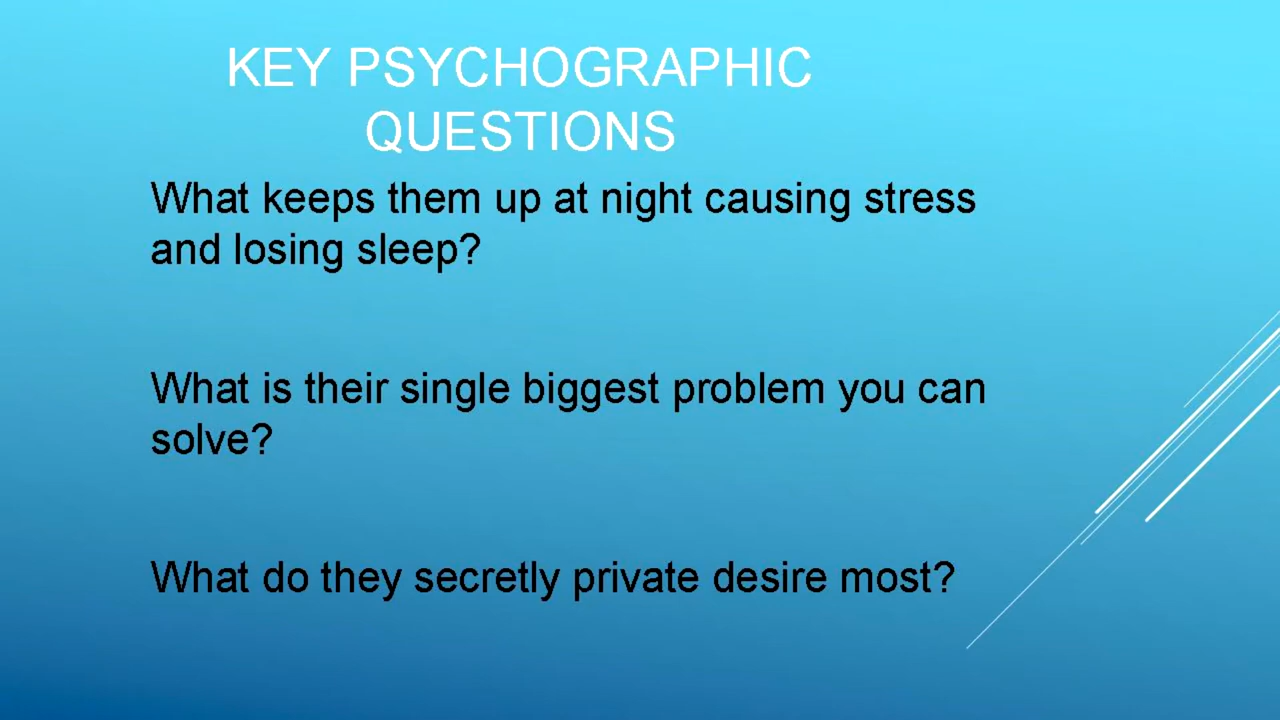 KEY PSYCHOGRAPHIC
QUESTIONS
What keeps them up at night causing stress
and losing sleep?
What is their single biggest problem you can
solve?
What do they secretly private desire most?